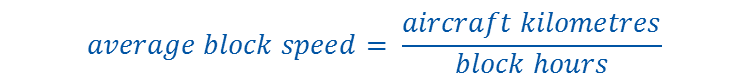 average block speed = aircraft kilometres / block hours